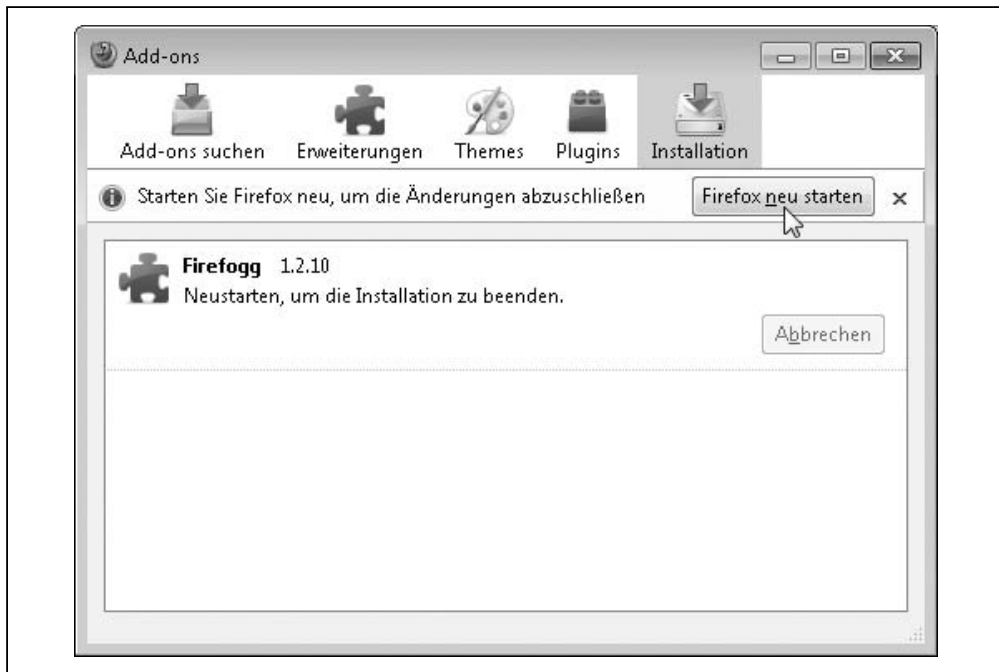 Add-ons
Add-ons suchen Erweiterungen Themes Plugins Installation
Starten Sie Firefox neu, um die Änderungen abzuschließen Firefox neu starten
Firefogg 1.2.10
Neustarten, um die Installation zu beenden.
Abbrechen